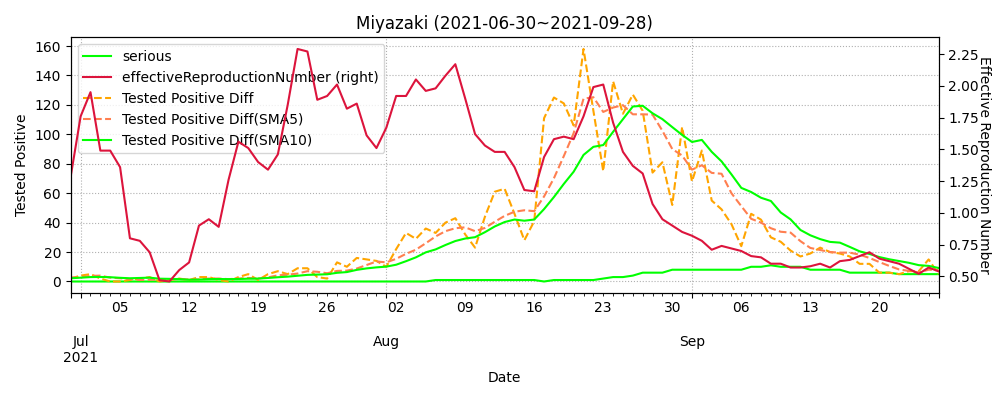 Miyazaki (2021-06-30~2021-09-28)
serious
effectiveReproductionNumber (right)
Tested Positive Diff
Tested Positive Diff(SMA5)
Tested Positive Diff(SMA10)
Tested Positive
160
140
120
100
80
60
40
20
0
2.25
2.00
1.75
1.50
1.25
1.00
0.75
0.50
Effective Reproduction Number
05 12 19 26 02 09 16 23 30 06 13 20
Jul Aug Sep
2021
Date